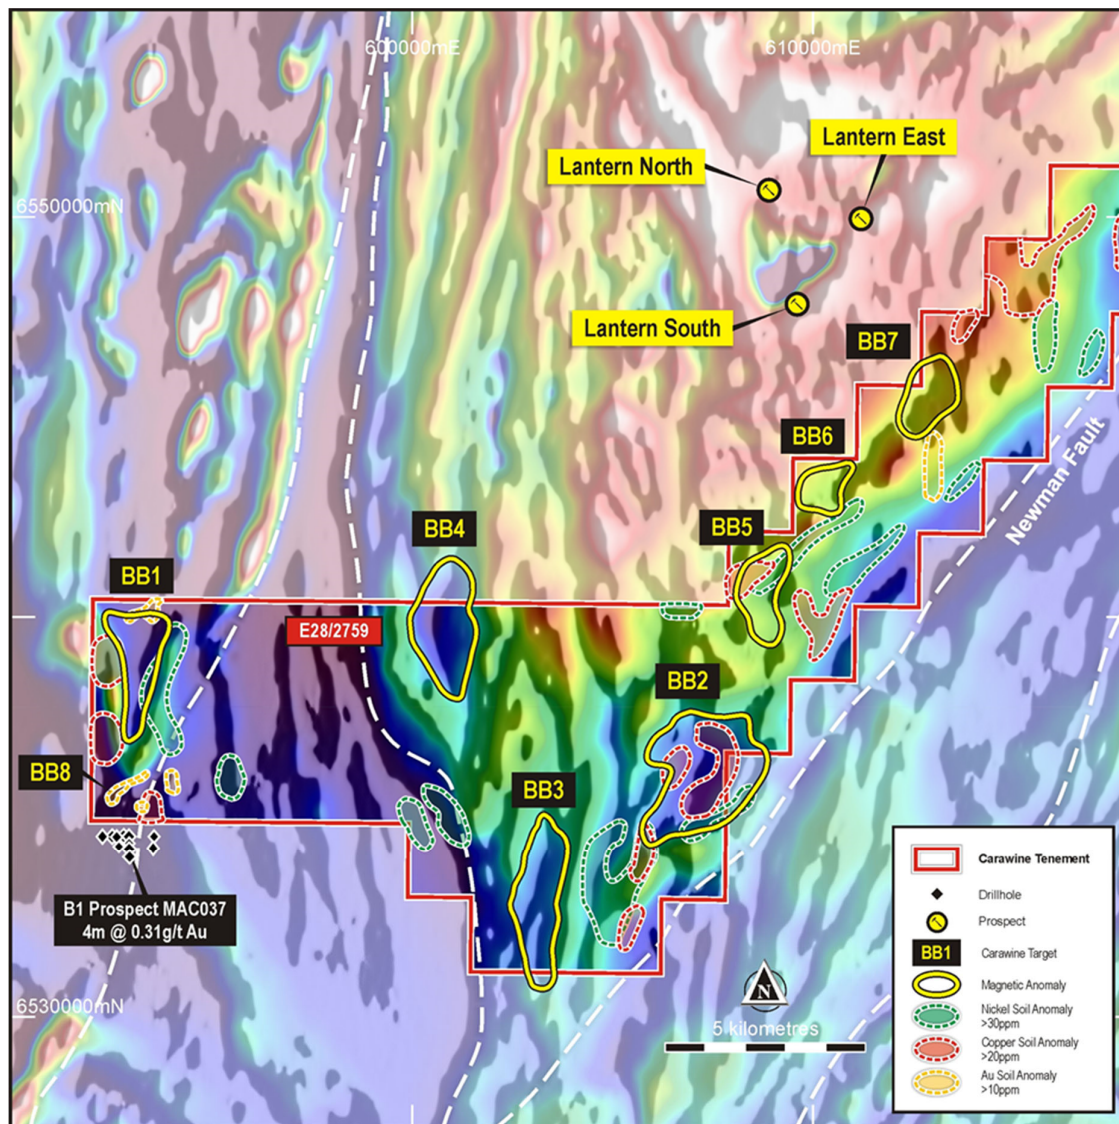 600000mE
610000mE
Lantern East
Lantern North
6550000mN
Lantern South
BB7
BB6
Newman Fault
BB5
BB4
BB1
E28/2759
BB2
BB8
BB3
B1 Prospect MAC037
4m @ 0.31g/t Au
6530000mN
N
5 kilometres
Carawine Tenement
Drillhole
Prospect
BB1
Carawine Target
Magnetic Anomaly
Nickel Soil Anomaly
>30ppm
Copper Soil Anomaly
>20ppm
Au Soil Anomaly
>10ppm